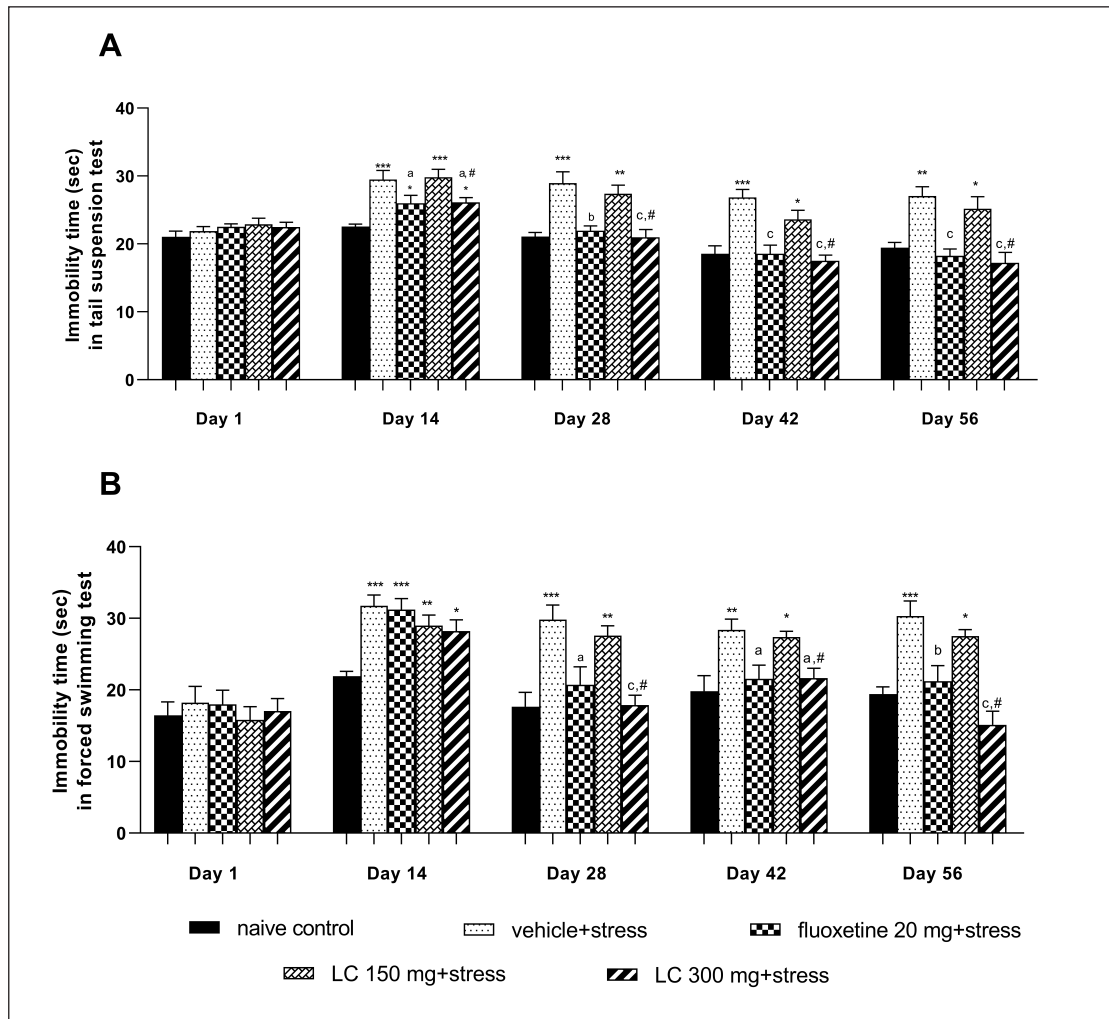 A
Immobility time (sec)
in tail suspension test
40
30
20
10
0
***
a
*
***
a,#
*
***
b
**
c,#
***
c
*
c,#
**
c
*
c,#
Day 1
Day 14
Day 28
Day 42
Day 56
B
Immobility time (sec)
in forced swimming test
40
30
20
10
0
***
***
**
*
***
a
**
c,#
**
a
*
a,#
***
b
*
c,#
Day 1
Day 14
Day 28
Day 42
Day 56
naive control
vehicle+stress
fluoxetine 20 mg+stress
LC 150 mg+stress
LC 300 mg+stress